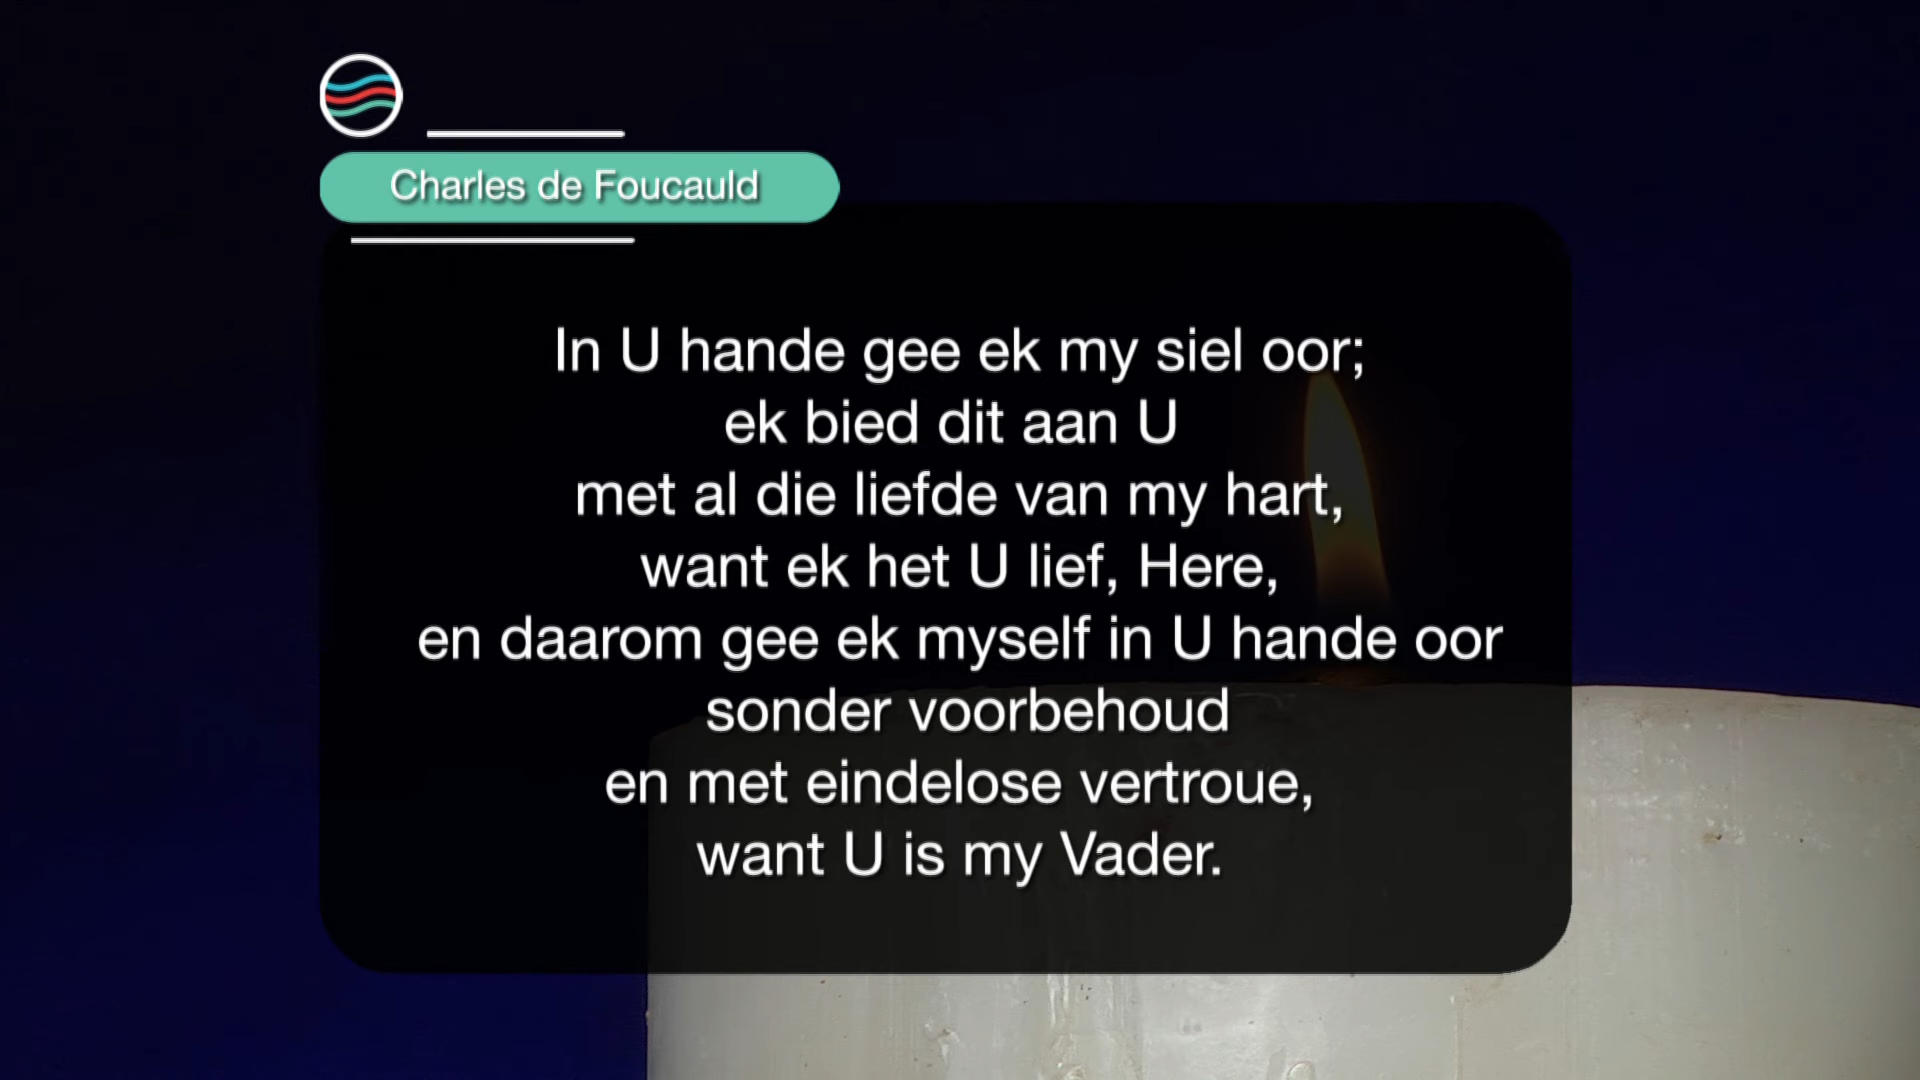 Charles de Foucauld
In U hande gee ek my siel oor;
ek bied dit aan U
met al die liefde van my hart,
want ek het U lief, Here,
en daarom gee ek myself in U hande oor
sonder voorbehoud
en met eindelose vertroue,
want U is my Vader.